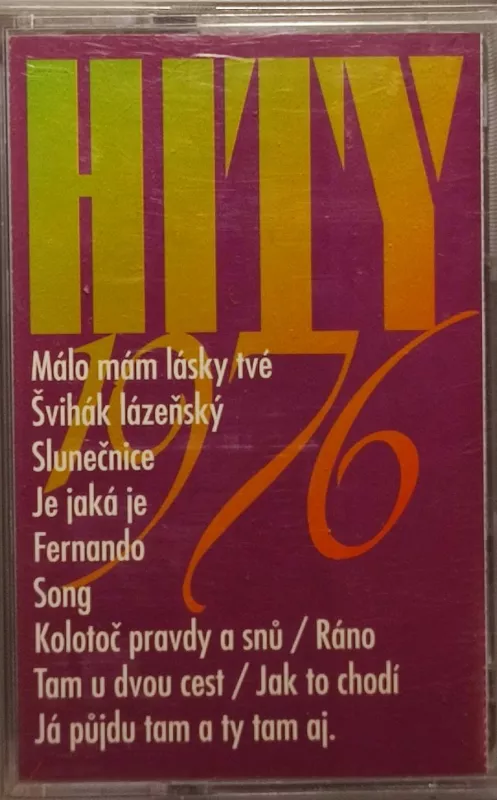 HITY
1976
Málo mám lásky tvé
Švihák lázeňský
Slunečnice
Je jaká je
Fernando
Song
Kolotoč pravdy a snů / Ráno
Tam u dvou cest / Jak to chodí
Já půjdu tam a ty tam aj.